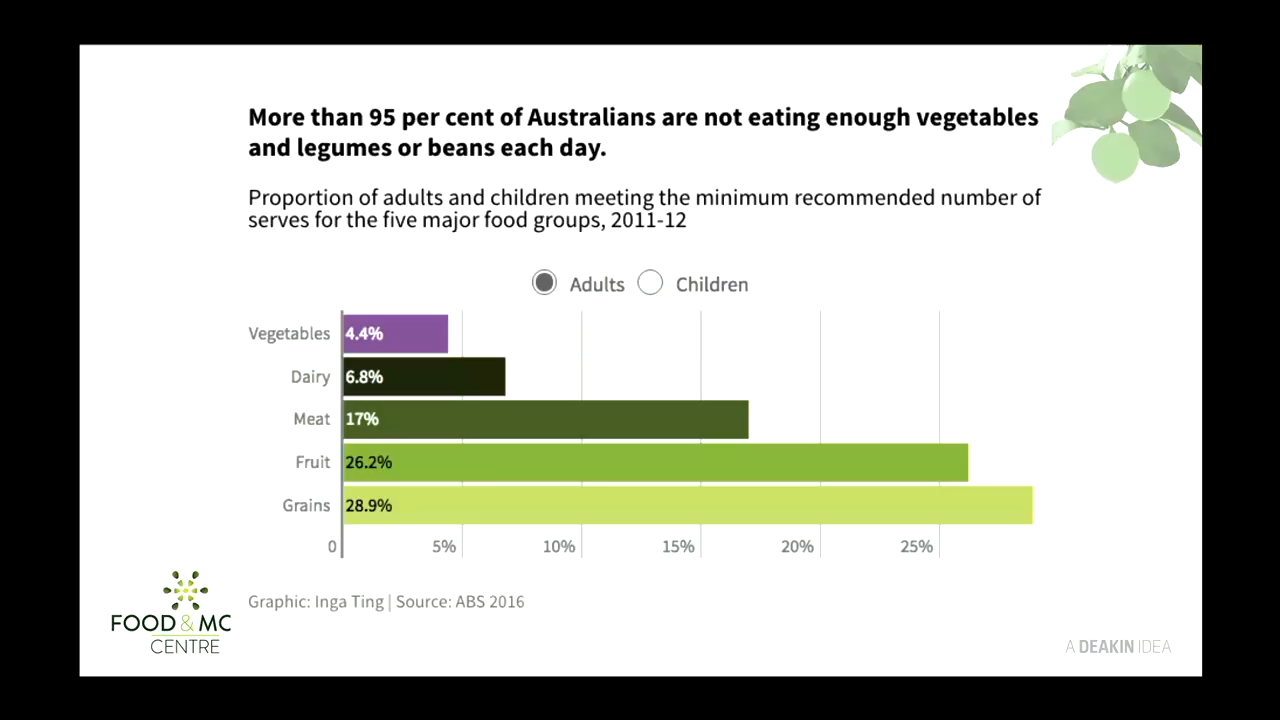 More than 95 per cent of Australians are not eating enough vegetables
and legumes or beans each day.
Proportion of adults and children meeting the minimum recommended number of
serves for the five major food groups, 2011-12
Adults Children
Vegetables 4.4%
Dairy 6.8%
Meat 17%
Fruit 26.2%
Grains 28.9%
0 5% 10% 15% 20% 25%
Graphic: Inga Ting | Source: ABS 2016
FOOD & MC
CENTRE
A DEAKIN IDEA